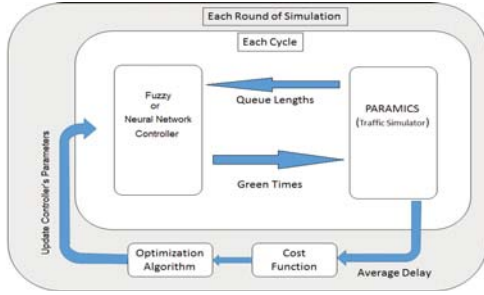 Each Round of Simulation
Each Cycle
Fuzzy
or
Neural Network
Controller
Queue Lengths
Green Times
PARAMICS
(Traffic Simulator)
Update Controller's Parameters
Optimization
Algorithm
Cost
Function
Average Delay